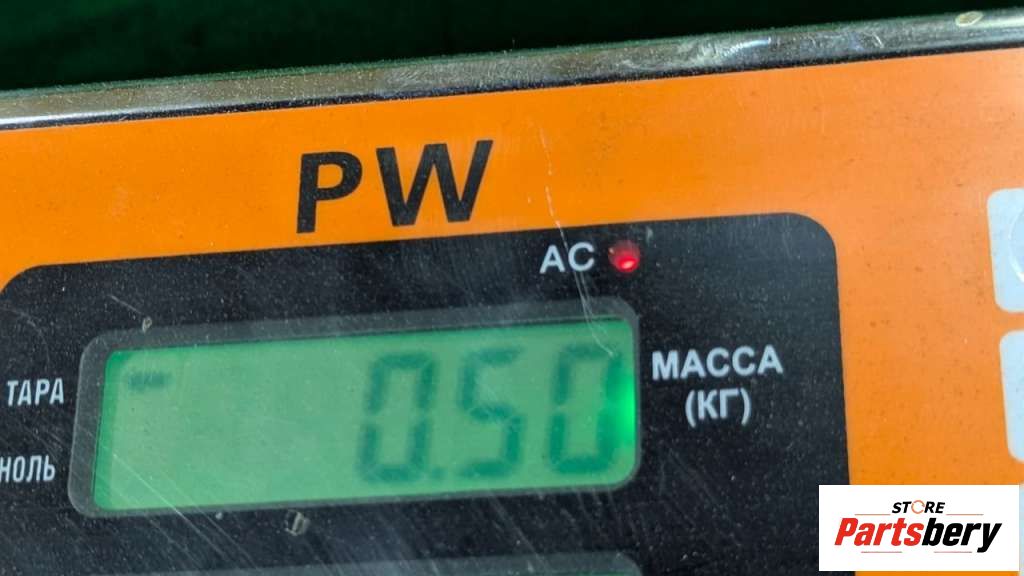 PW
AC
ТАРА
0.50
МАССА
(КГ)
НОЛЬ
STORE
Partsbery